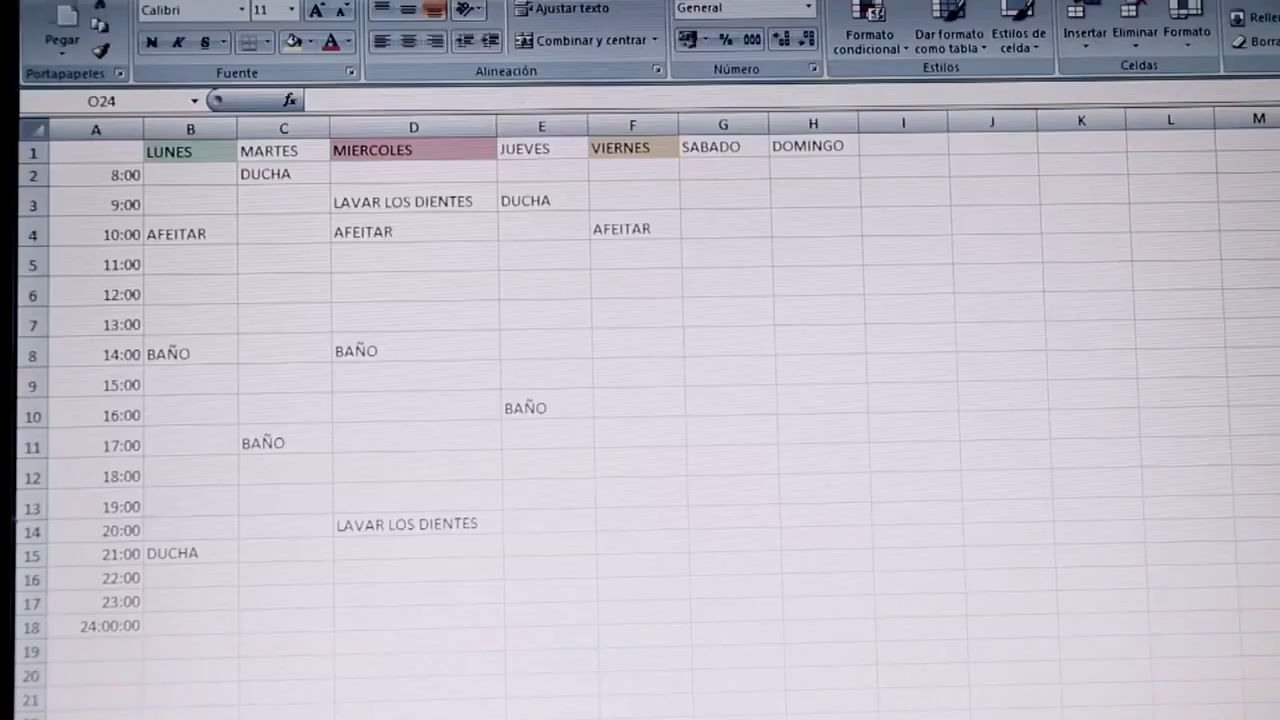 Calibri 11 Ajustar texto General Relle
Pegar N K S A Combinar y centrar % 000 Formato condicional Dar formato como tabla Estilos de celda Insertar Eliminar Formato Borra
Portapapeles Fuente Alineación Número Estilos Celdas
O24 fx
A B C D E F G H I J K L M
1 LUNES MARTES MIERCOLES JUEVES VIERNES SABADO DOMINGO
2 8:00 DUCHA
3 9:00 LAVAR LOS DIENTES DUCHA
4 10:00 AFEITAR AFEITAR AFEITAR
5 11:00
6 12:00
7 13:00
8 14:00 BAÑO BAÑO
9 15:00
10 16:00 BAÑO
11 17:00 BAÑO
12 18:00
13 19:00
14 20:00 LAVAR LOS DIENTES
15 21:00 DUCHA
16 22:00
17 23:00
18 24:00:00
19
20
21